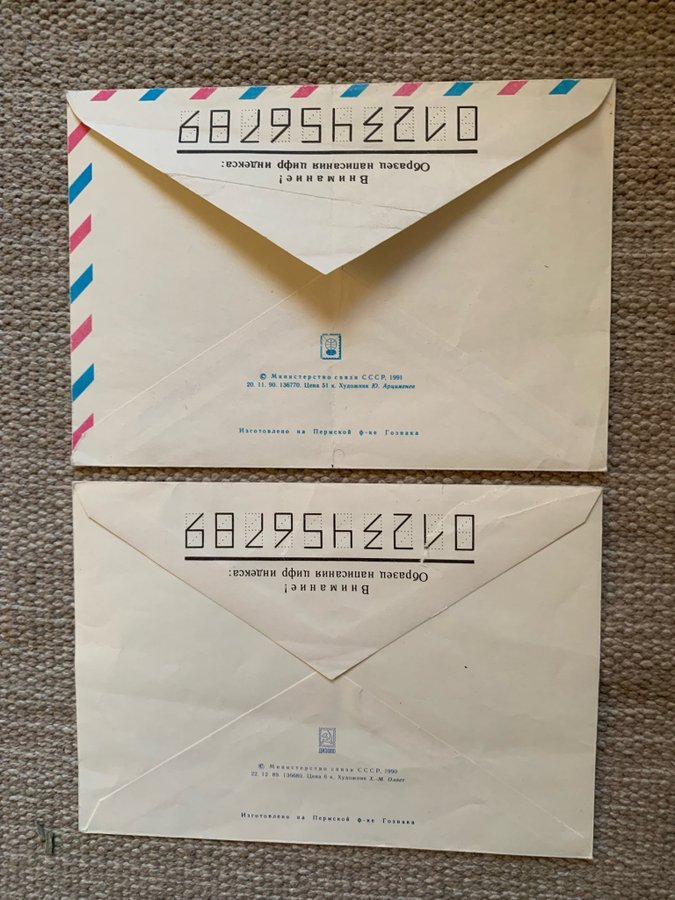 Внимание!
Образец написания цифр индекса:
0123456789
© Министерство связи СССР, 1991
20. 11. 90. 136770. Цена 51 к. Художник Ю. Арцименев
Изготовлено на Пермской ф-ке Гознака
Внимание!
Образец написания цифр индекса:
0123456789
© Министерство связи СССР, 1990
22. 12. 89. 136680. Цена 6 к. Художник Х.-М. Олвет
Изготовлено на Пермской ф-ке Гознака